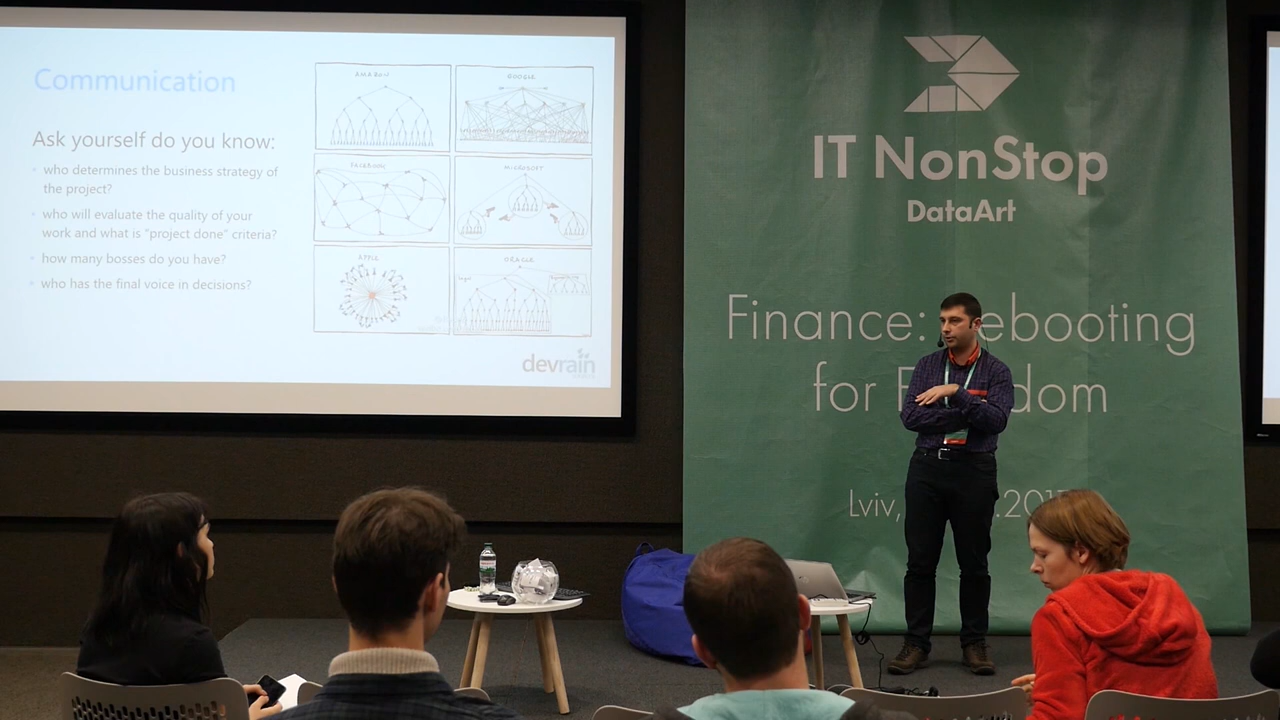 Communication
Ask yourself do you know:
who determines the business strategy of
the project?
who will evaluate the quality of your
work and what is "project done" criteria?
how many bosses do you have?
who has the final voice in decisions?
AMAZON
GOOGLE
FACEBOOK
MICROSOFT
APPLE
ORACLE
devrain
IT NonStop
DataArt
Finance: ebooting
for F dom
Lviv,